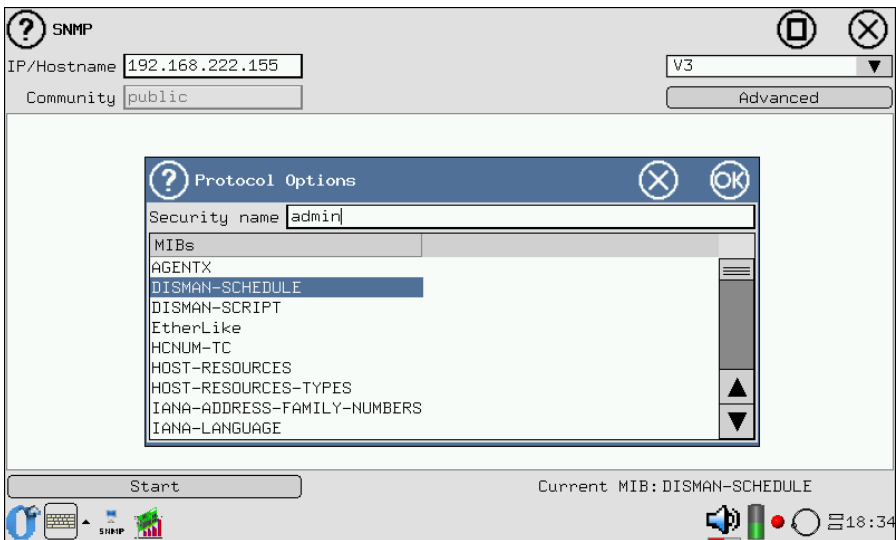 SNMP
IP/Hostname 192.168.222.155 V3
Community public Advanced
Protocol Options OK
Security name admin
MIBs
AGENTX
DISMAN-SCHEDULE
DISMAN-SCRIPT
EtherLike
HCNUM-TC
HOST-RESOURCES
HOST-RESOURCES-TYPES
IANA-ADDRESS-FAMILY-NUMBERS
IANA-LANGUAGE
Start Current MIB:DISMAN-SCHEDULE
SNMP 18:34